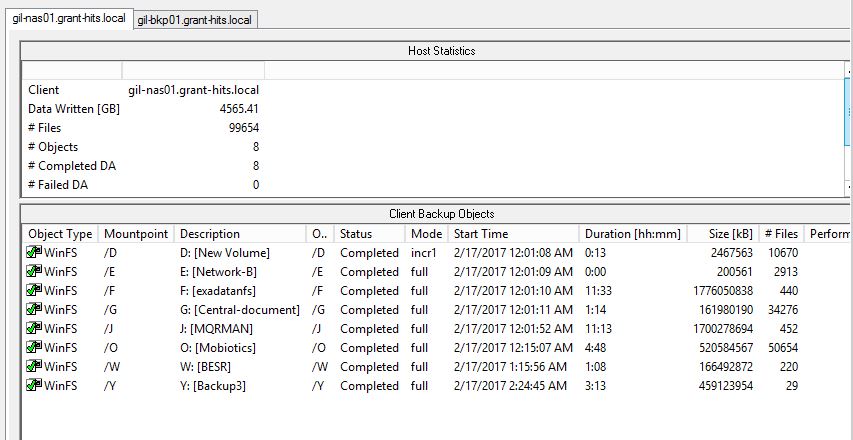 gil-nas01.grant-hits.local gil-bkp01.grant-hits.local
Host Statistics
Client gil-nas01.grant-hits.local
Data Written [GB] 4565.41
# Files 99654
# Objects 8
# Completed DA 8
# Failed DA 0
Client Backup Objects
Object Type Mountpoint Description O.. Status Mode Start Time Duration [hh:mm] Size [kB] # Files Perform
WinFS /D D: [New Volume] /D Completed incr1 2/17/2017 12:01:08 AM 0:13 2467563 10670
WinFS /E E: [Network-B] /E Completed full 2/17/2017 12:01:09 AM 0:00 200561 2913
WinFS /F F: [exadatanfs] /F Completed full 2/17/2017 12:01:10 AM 11:33 1776050838 440
WinFS /G G: [Central-document] /G Completed full 2/17/2017 12:01:11 AM 1:14 161980190 34276
WinFS /J J: [MQRMAN] /J Completed full 2/17/2017 12:01:52 AM 11:13 1700278694 452
WinFS /O O: [Mobiotics] /O Completed full 2/17/2017 12:15:07 AM 4:48 520584567 50654
WinFS /W W: [BESR] /W Completed full 2/17/2017 1:15:56 AM 1:08 166492872 220
WinFS /Y Y: [Backup3] /Y Completed full 2/17/2017 2:24:45 AM 3:13 459123954 29